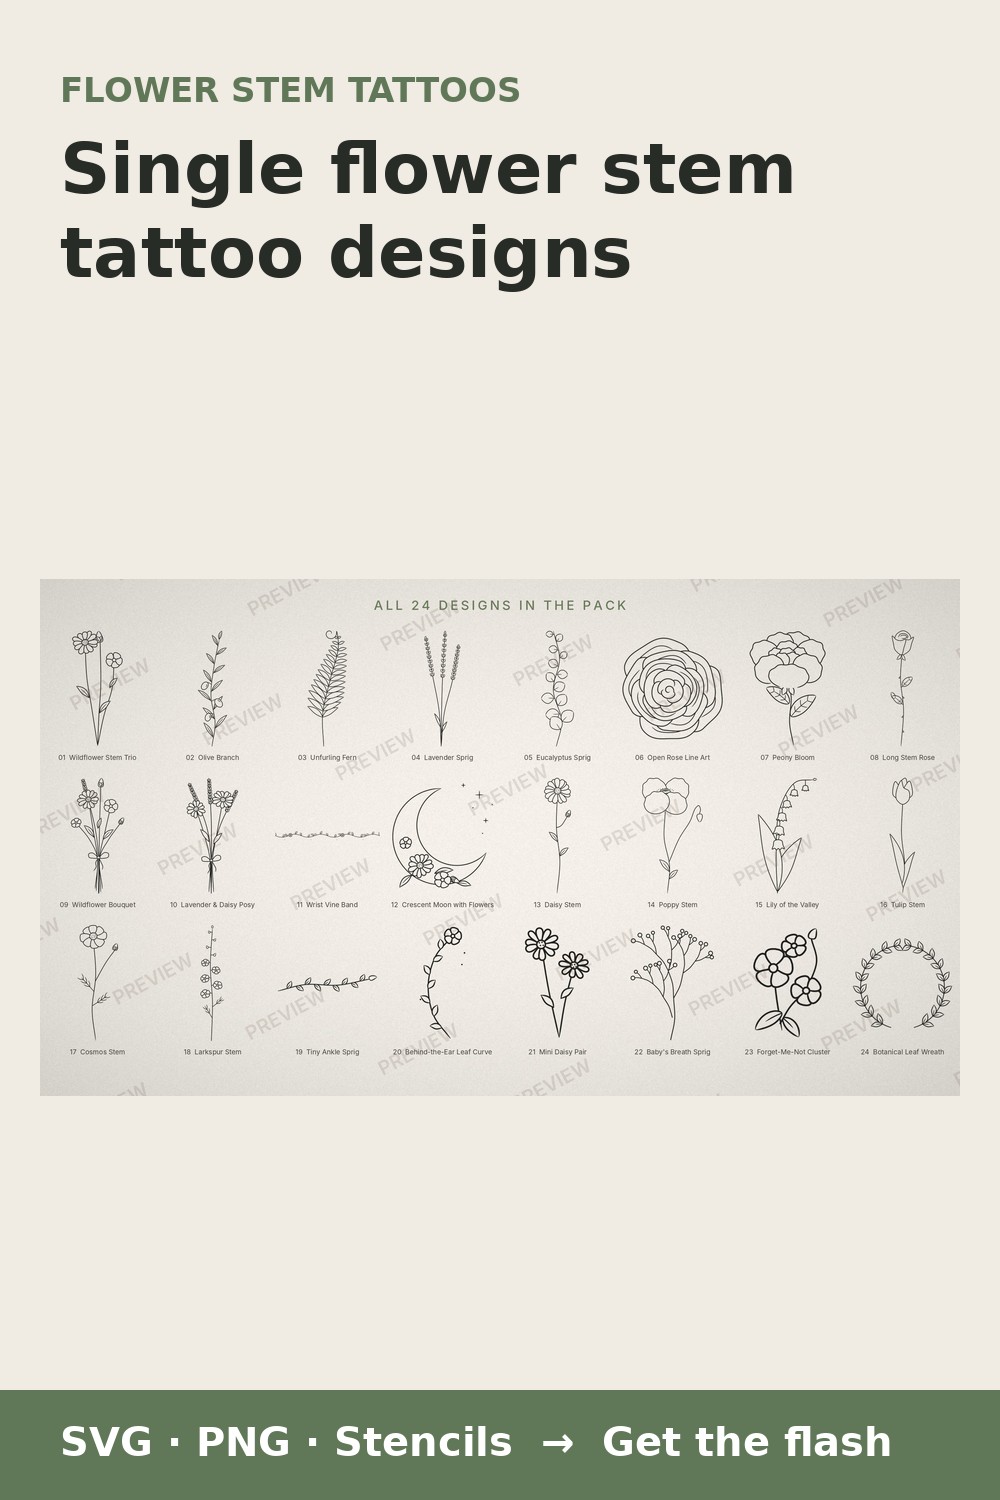 FLOWER STEM TATTOOS
Single flower stem
tattoo designs
ALL 24 DESIGNS IN THE PACK
01 Wildflower Stem Trio
02 Olive Branch
03 Unfurling Fern
04 Lavender Sprig
05 Eucalyptus Sprig
06 Open Rose Line Art
07 Peony Bloom
08 Long Stem Rose
09 Wildflower Bouquet
10 Lavender & Daisy Posy
11 Wrist Vine Band
12 Crescent Moon with Flowers
13 Daisy Stem
14 Poppy Stem
15 Lily of the Valley
16 Tulip Stem
17 Cosmos Stem
18 Larkspur Stem
19 Tiny Ankle Sprig
20 Behind-the-Ear Leaf Curve
21 Mini Daisy Pair
22 Baby's Breath Sprig
23 Forget-Me-Not Cluster
24 Botanical Leaf Wreath
PREVIEW
SVG · PNG · Stencils → Get the flash